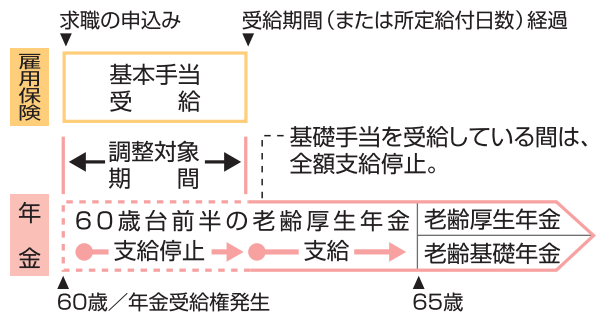 求職の申込み
受給期間（または所定給付日数）経過
雇用保険
基本手当
受　給
調整対象
期　間
基礎手当を受給している間は、
全額支給停止。
年金
60歳台前半の老齢厚生年金
支給停止
支給
老齢厚生年金
老齢基礎年金
60歳／年金受給権発生
65歳